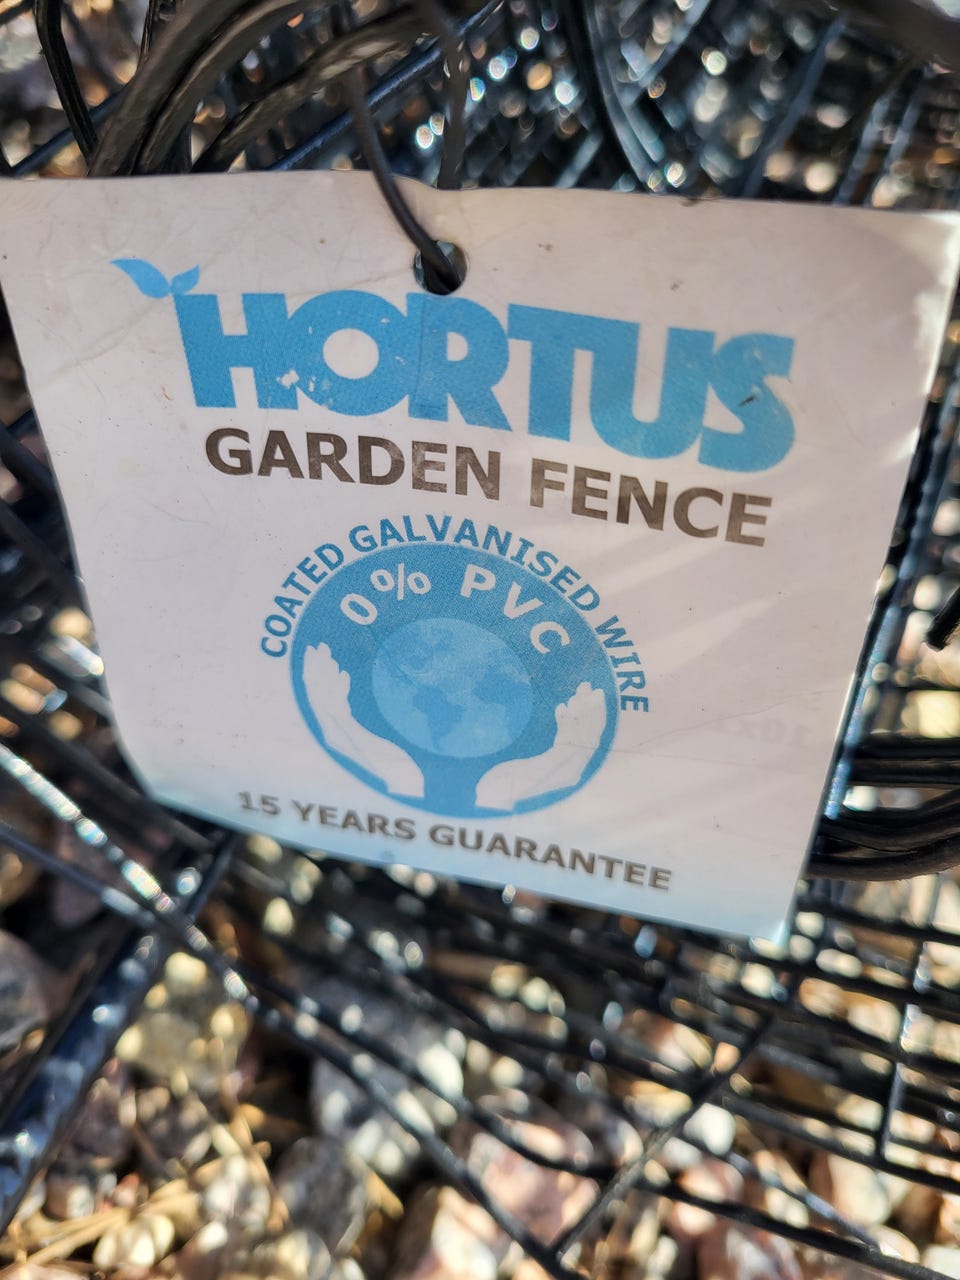 HORTUS
GARDEN FENCE
COATED GALVANISED WIRE
0% PVC
15 YEARS GUARANTEE